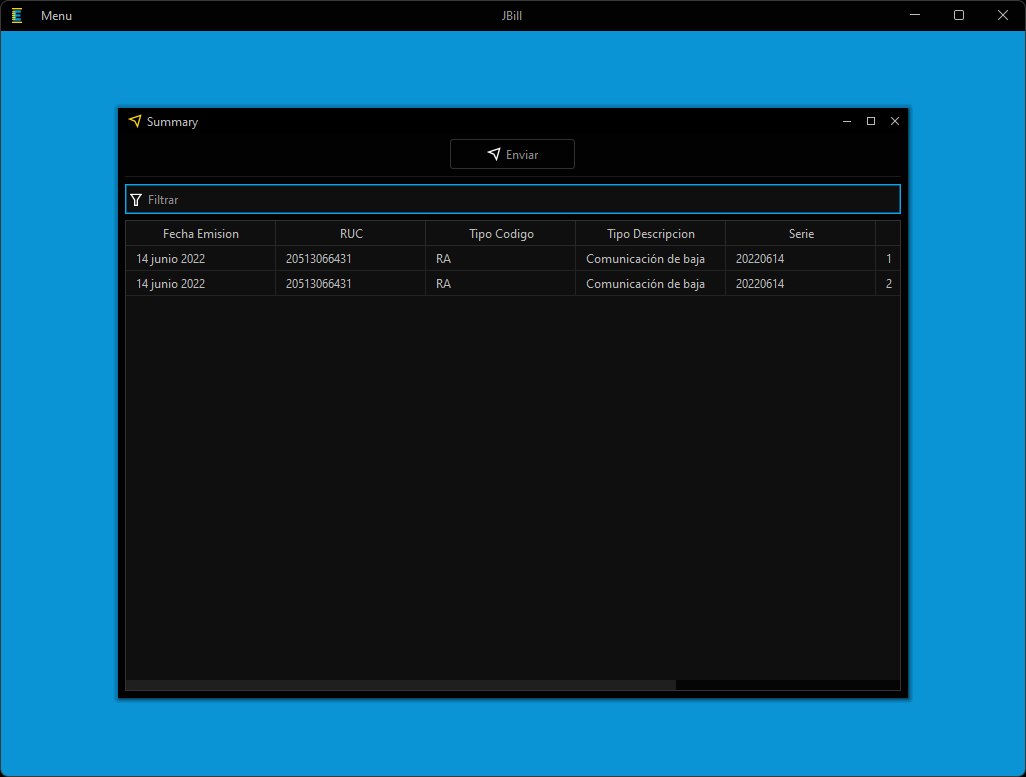 Menu JBill
Summary
Enviar
Filtrar
Fecha Emision RUC Tipo Codigo Tipo Descripcion Serie
14 junio 2022 20513066431 RA Comunicación de baja 20220614 1
14 junio 2022 20513066431 RA Comunicación de baja 20220614 2